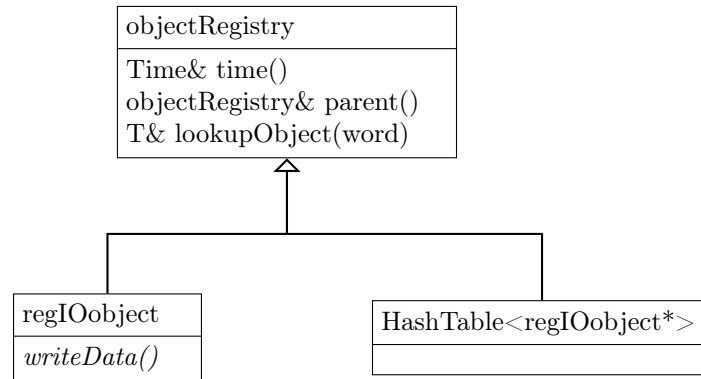 objectRegistry
Time& time()
objectRegistry& parent()
T& lookupObject(word)
regIOobject
writeData()
HashTable<regIOobject*>